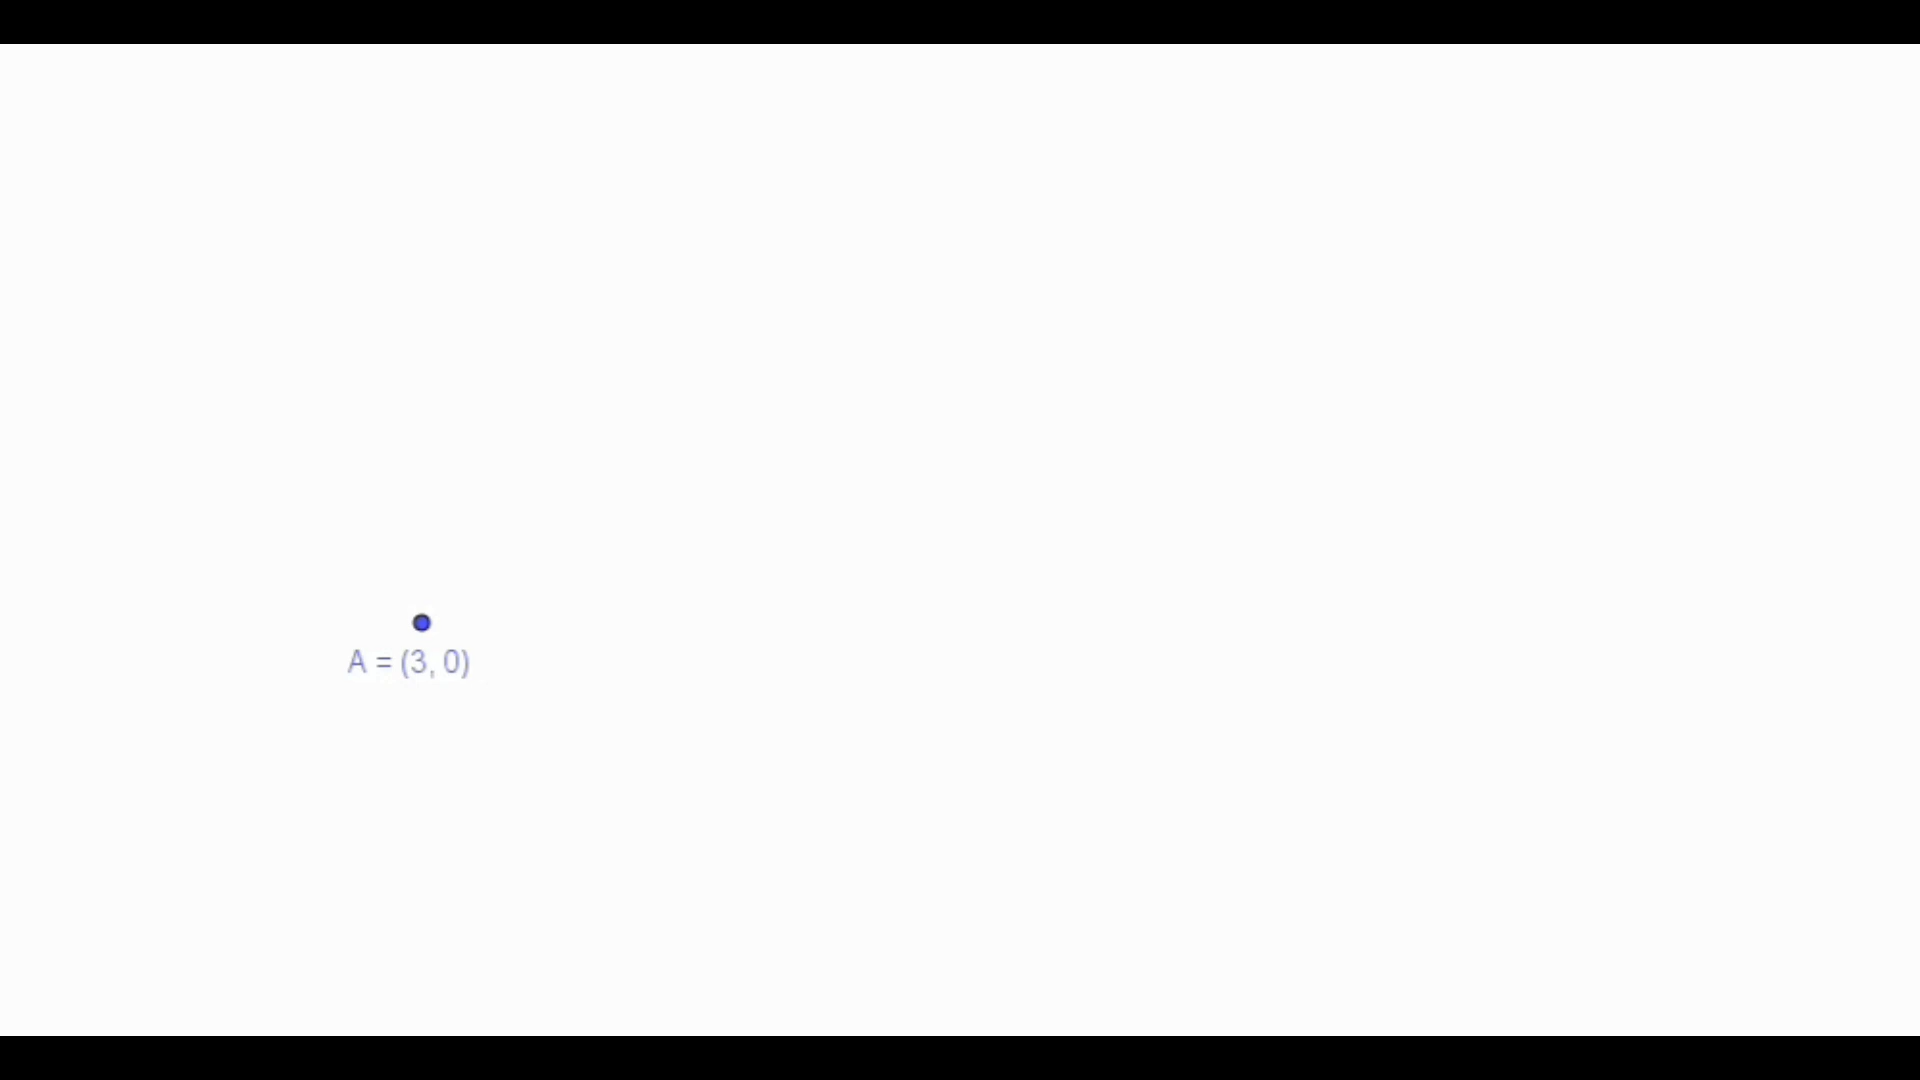 A = (3, 0)